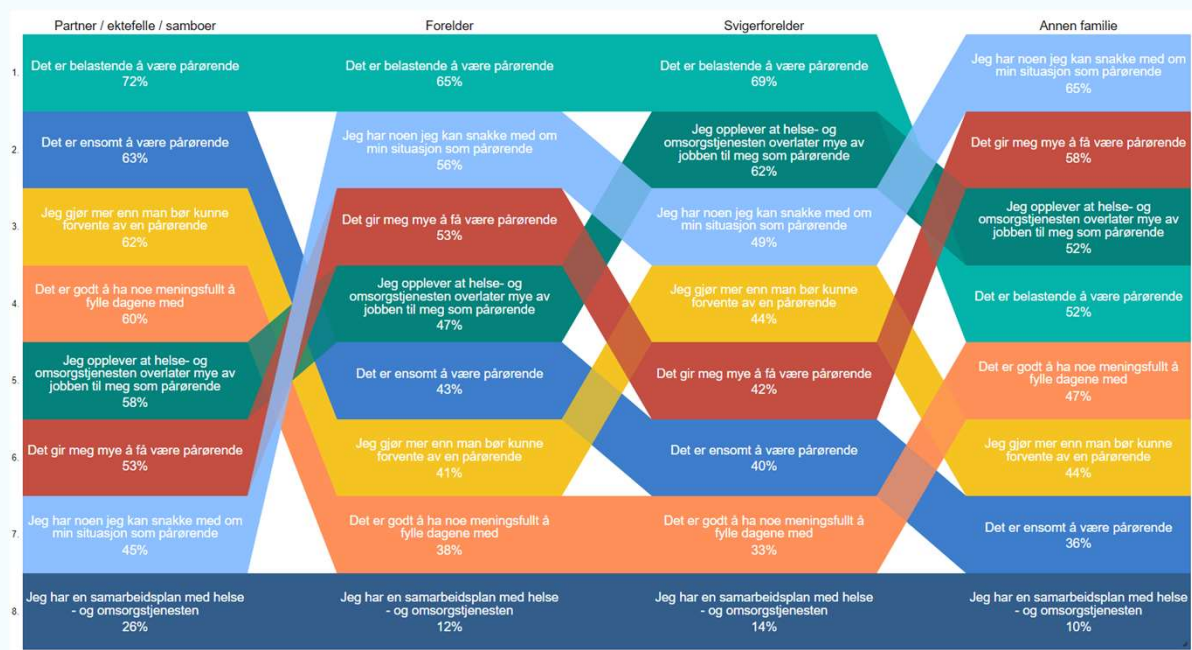 Partner / ektefelle / samboer
Forelder
Svigerforelder
Annen familie
1.
Det er belastende å være pårørende
72%
Det er belastende å være pårørende
65%
Det er belastende å være pårørende
69%
Jeg har noen jeg kan snakke med om
min situasjon som pårørende
65%
2.
Det er ensomt å være pårørende
63%
Jeg har noen jeg kan snakke med om
min situasjon som pårørende
56%
Jeg opplever at helse- og
omsorgstjenesten overlater mye av
jobben til meg som pårørende
62%
Det gir meg mye å få være pårørende
58%
3.
Jeg gjør mer enn man bør kunne
forvente av en pårørende
62%
Det gir meg mye å få være pårørende
53%
Jeg har noen jeg kan snakke med om
min situasjon som pårørende
49%
Jeg opplever at helse- og
omsorgstjenesten overlater mye av
jobben til meg som pårørende
52%
4.
Det er godt å ha noe meningsfullt å
fylle dagene med
60%
Jeg opplever at helse- og
omsorgstjenesten overlater mye av
jobben til meg som pårørende
47%
Jeg gjør mer enn man bør kunne
forvente av en pårørende
44%
Det er belastende å være pårørende
52%
5.
Jeg opplever at helse- og
omsorgstjenesten overlater mye av
jobben til meg som pårørende
58%
Det er ensomt å være pårørende
43%
Det gir meg mye å få være pårørende
42%
Det er godt å ha noe meningsfullt å
fylle dagene med
47%
6.
Det gir meg mye å få være pårørende
53%
Jeg gjør mer enn man bør kunne
forvente av en pårørende
41%
Det er ensomt å være pårørende
40%
Jeg gjør mer enn man bør kunne
forvente av en pårørende
44%
7.
Jeg har noen jeg kan snakke med om
min situasjon som pårørende
45%
Det er godt å ha noe meningsfullt å
fylle dagene med
38%
Det er godt å ha noe meningsfullt å
fylle dagene med
33%
Det er ensomt å være pårørende
36%
8.
Jeg har en samarbeidsplan med helse
- og omsorgstjenesten
26%
Jeg har en samarbeidsplan med helse
- og omsorgstjenesten
12%
Jeg har en samarbeidsplan med helse
- og omsorgstjenesten
14%
Jeg har en samarbeidsplan med helse
- og omsorgstjenesten
10%